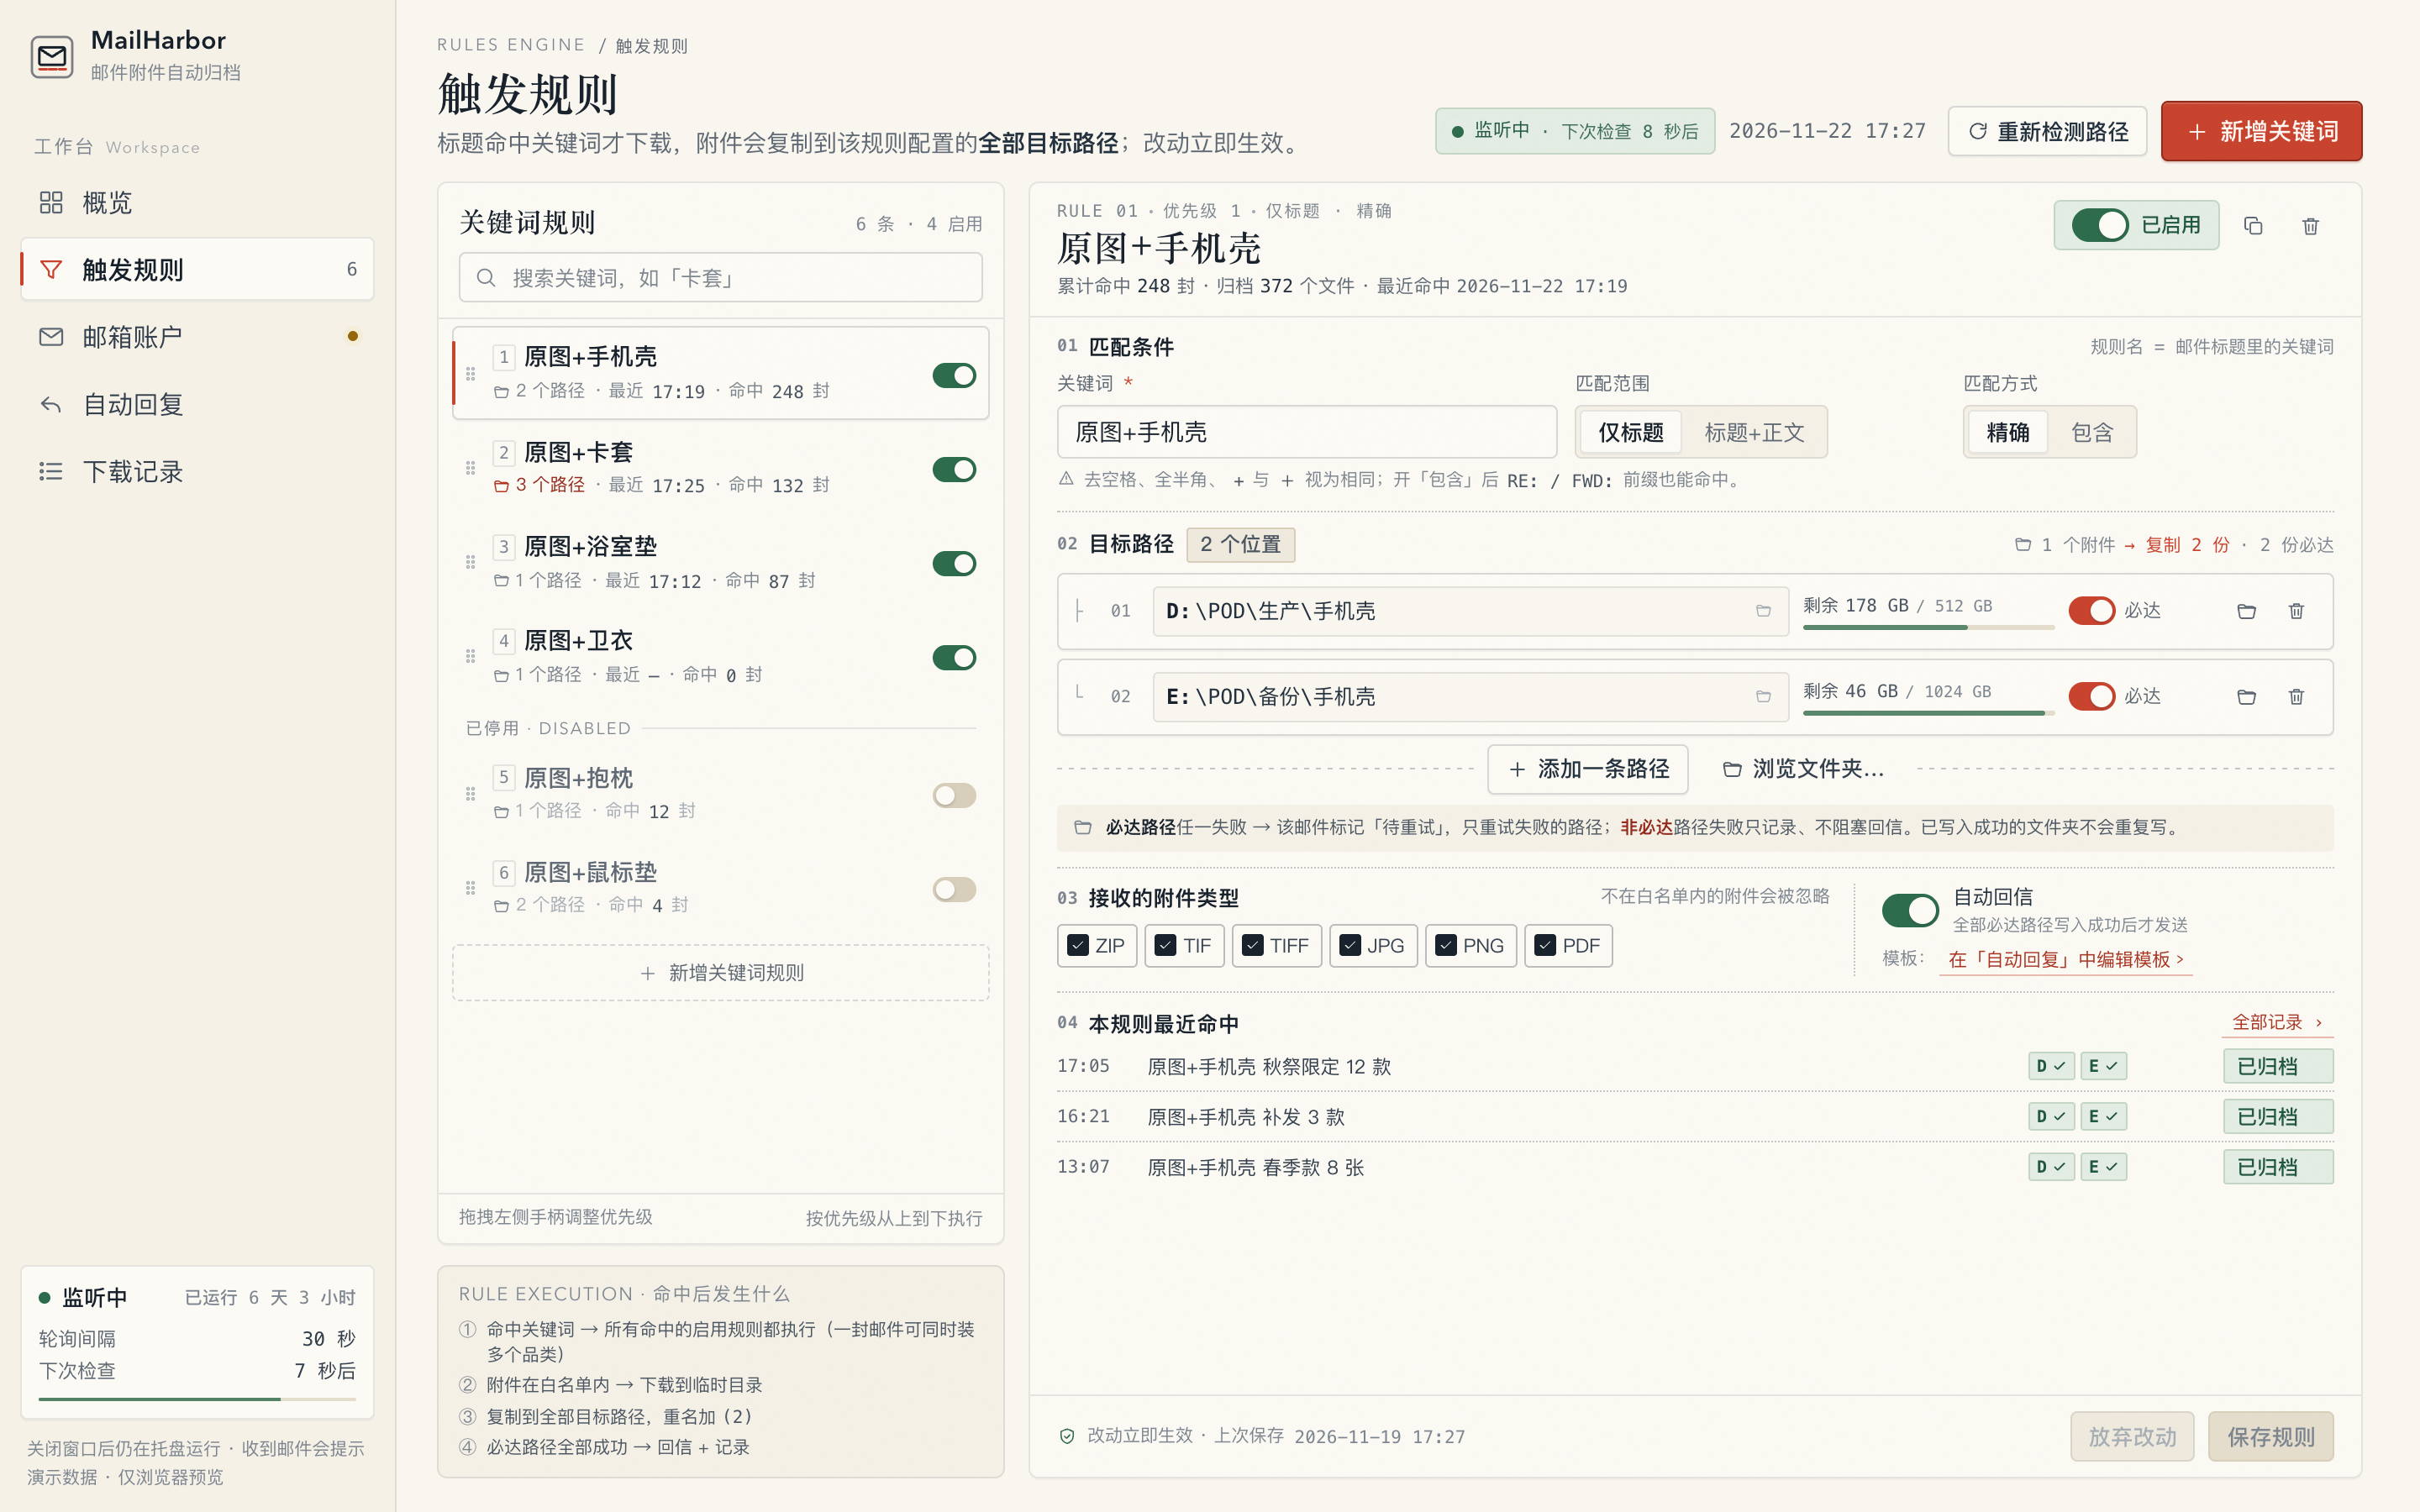 MailHarbor
邮件附件自动归档
工作台 Workspace
概览
触发规则 6
邮箱账户
自动回复
下载记录
监听中 已运行 6 天 3 小时
轮询间隔 30 秒
下次检查 7 秒后
关闭窗口后仍在托盘运行 · 收到邮件会提示
演示数据 · 仅浏览器预览
RULES ENGINE / 触发规则
触发规则
标题命中关键词才下载，附件会复制到该规则配置的全部目标路径；改动立即生效。
监听中 · 下次检查 8 秒后 2026-11-22 17:27 重新检测路径 + 新增关键词
关键词规则 6 条 · 4 启用
搜索关键词，如「卡套」
1 原图+手机壳
2 个路径 · 最近 17:19 · 命中 248 封
2 原图+卡套
3 个路径 · 最近 17:25 · 命中 132 封
3 原图+浴室垫
1 个路径 · 最近 17:12 · 命中 87 封
4 原图+卫衣
1 个路径 · 最近 — · 命中 0 封
已停用 · DISABLED
5 原图+抱枕
1 个路径 · 命中 12 封
6 原图+鼠标垫
2 个路径 · 命中 4 封
+ 新增关键词规则
拖拽左侧手柄调整优先级 按优先级从上到下执行
RULE EXECUTION · 命中后发生什么
① 命中关键词 → 所有命中的启用规则都执行（一封邮件可同时装
多个品类）
② 附件在白名单内 → 下载到临时目录
③ 复制到全部目标路径，重名加 (2)
④ 必达路径全部成功 → 回信 + 记录
RULE 01 · 优先级 1 · 仅标题 · 精确
原图+手机壳
已启用
累计命中 248 封 · 归档 372 个文件 · 最近命中 2026-11-22 17:19
01 匹配条件 规则名 = 邮件标题里的关键词
关键词 * 匹配范围 匹配方式
原图+手机壳 仅标题 标题+正文 精确 包含
去空格、全半角、 + 与 ＋ 视为相同；开「包含」后 RE: / FWD: 前缀也能命中。
02 目标路径 2 个位置 1 个附件 → 复制 2 份 · 2 份必达
01 D:\POD\生产\手机壳 剩余 178 GB / 512 GB 必达
02 E:\POD\备份\手机壳 剩余 46 GB / 1024 GB 必达
+ 添加一条路径 浏览文件夹…
必达路径任一失败 → 该邮件标记「待重试」，只重试失败的路径；非必达路径失败只记录、不阻塞回信。已写入成功的文件夹不会重复写。
03 接收的附件类型 不在白名单内的附件会被忽略
ZIP TIF TIFF JPG PNG PDF
自动回信
全部必达路径写入成功后才发送
模板： 在「自动回复」中编辑模板 ›
04 本规则最近命中 全部记录 ›
17:05 原图+手机壳 秋祭限定 12 款 D ✓ E ✓ 已归档
16:21 原图+手机壳 补发 3 款 D ✓ E ✓ 已归档
13:07 原图+手机壳 春季款 8 张 D ✓ E ✓ 已归档
改动立即生效 · 上次保存 2026-11-19 17:27 放弃改动 保存规则